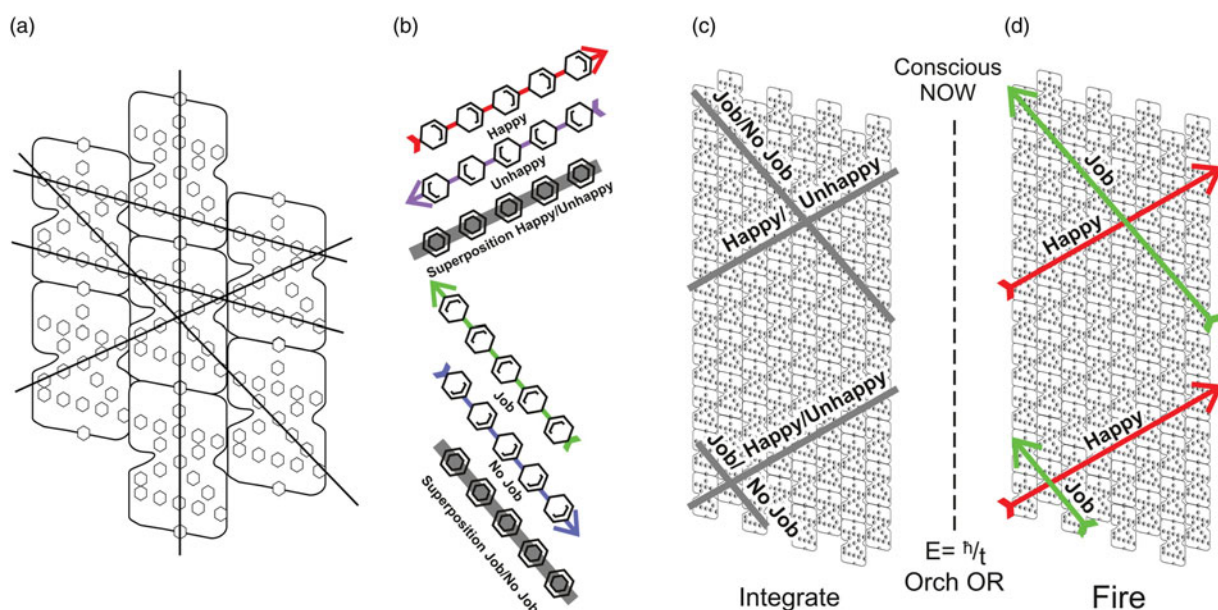 (a)
(b)
Happy
Unhappy
Superposition Happy/Unhappy
Job
No Job
Superposition Job/No Job
(c)
Job/No Job
Happy/ Unhappy
Happy/Unhappy
Job/ No Job
Integrate
Conscious
NOW
E= ħ/t
Orch OR
(d)
Job
Happy
Happy
Job
Fire